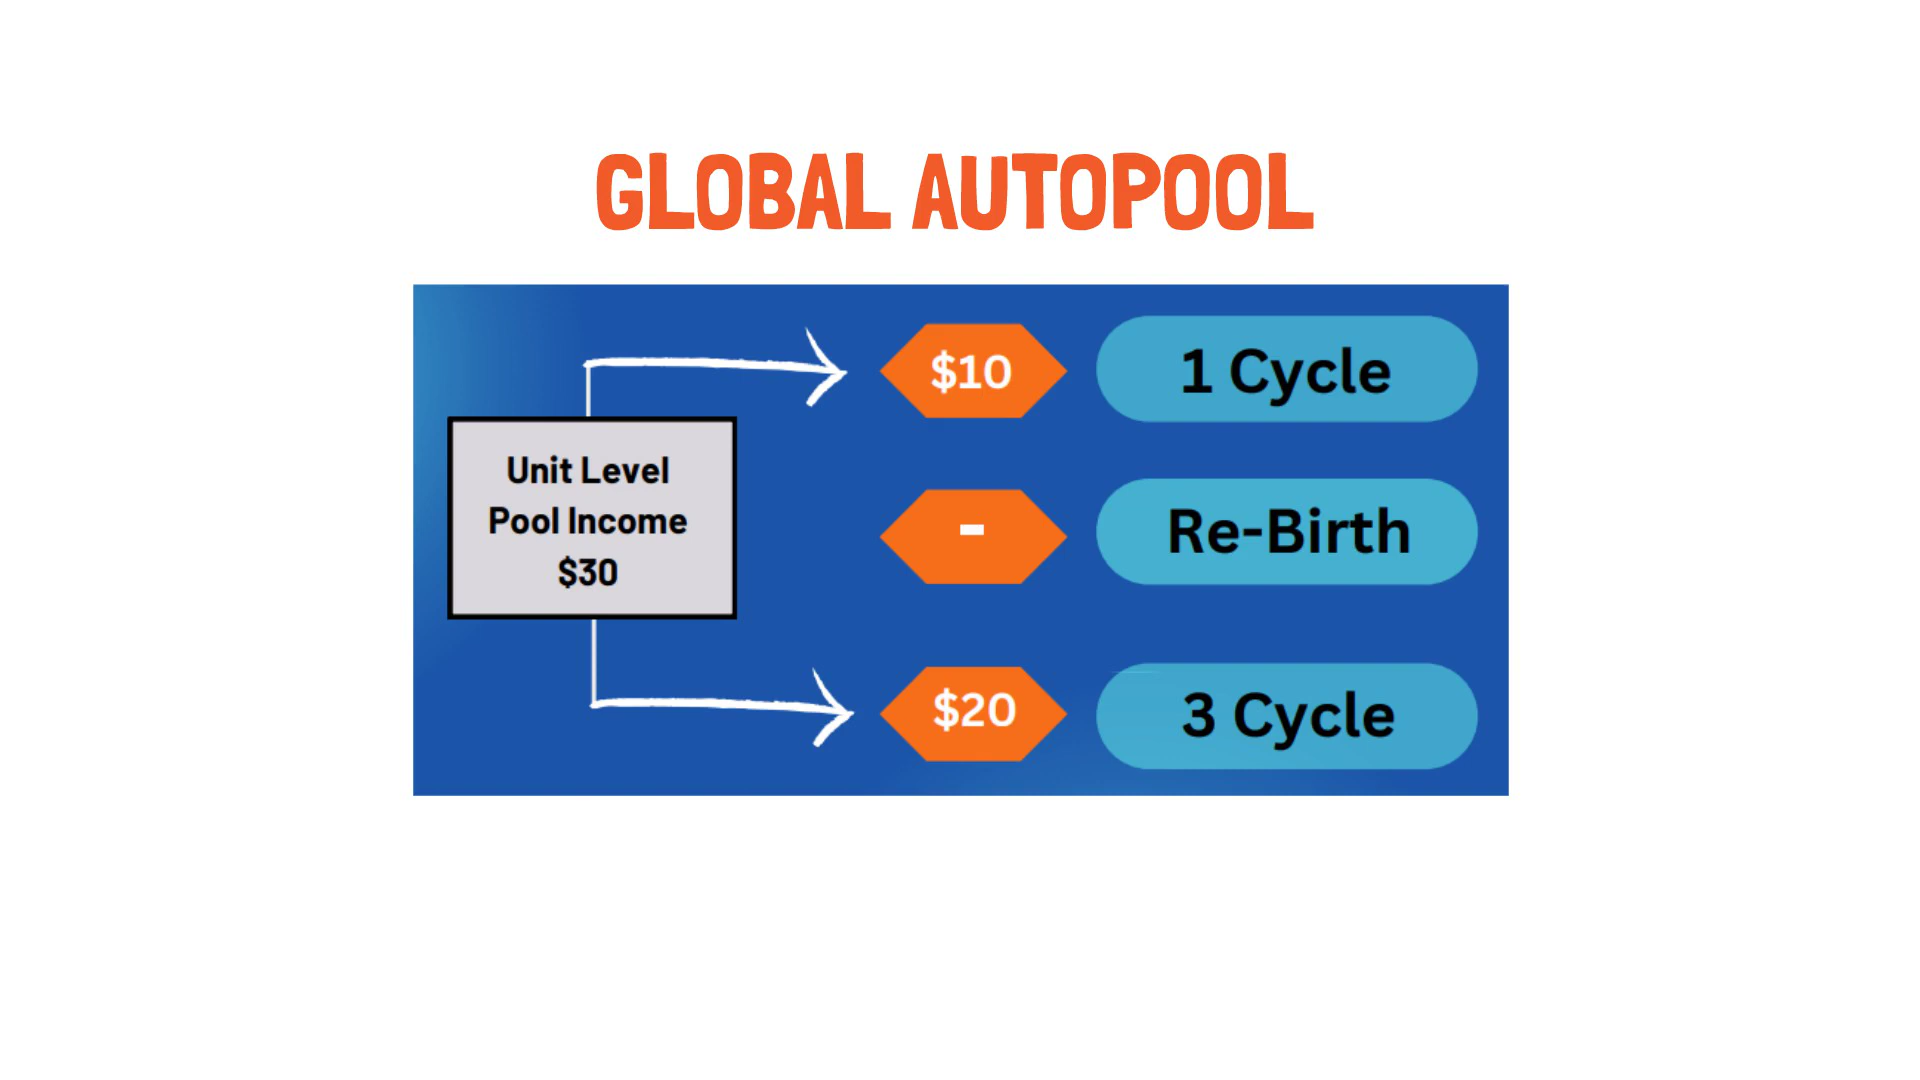 GLOBAL AUTOPOOL
$10
1 Cycle
Unit Level
Pool Income
$30
-
Re-Birth
$20
3 Cycle